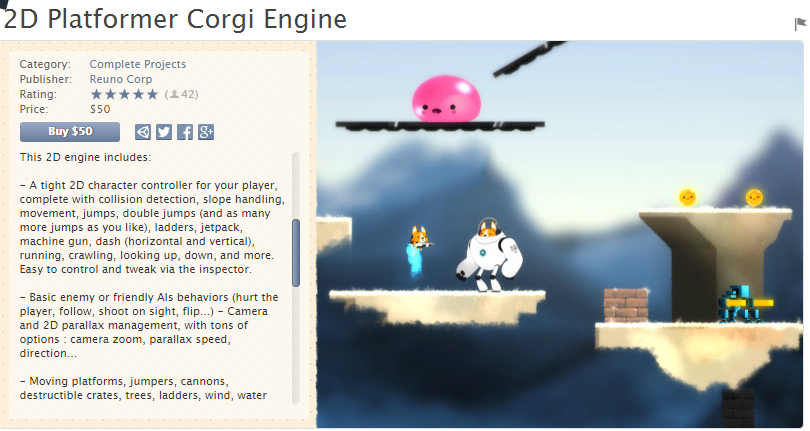 2D Platformer Corgi Engine
Category: Complete Projects
Publisher: Reuno Corp
Rating: (42)
Price: $50
Buy $50
This 2D engine includes:
- A tight 2D character controller for your player,
complete with collision detection, slope handling,
movement, jumps, double jumps (and as many
more jumps as you like), ladders, jetpack,
machine gun, dash (horizontal and vertical),
running, crawling, looking up, down, and more.
Easy to control and tweak via the inspector.
- Basic enemy or friendly AIs behaviors (hurt the
player, follow, shoot on sight, flip...) - Camera
and 2D parallax management, with tons of
options : camera zoom, parallax speed,
direction...
- Moving platforms, jumpers, cannons,
destructible crates, trees, ladders, wind, water